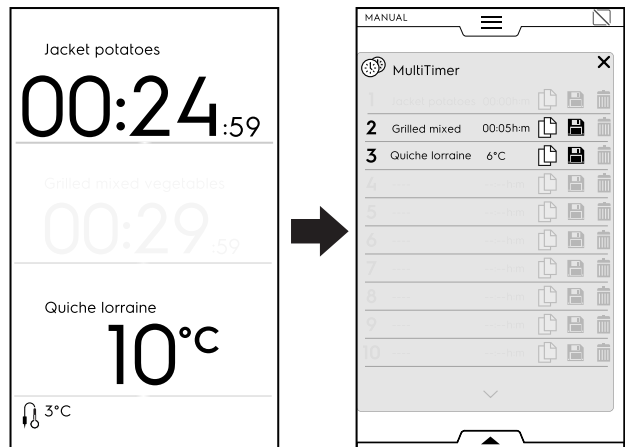 Jacket potatoes
00:24:59
Grilled mixed vegetables
00:29:59
Quiche lorraine
10°C
3°C
MANUAL
MultiTimer
1 Jacket potatoes 00:00h:m
2 Grilled mixed 00:05h:m
3 Quiche lorraine 6°C
4 --- --:--h:m
5 --- --:--h:m
6 --- --:--h:m
7 --- --:--h:m
8 --- --:--h:m
9 --- --:--h:m
10 --- --:--h:m